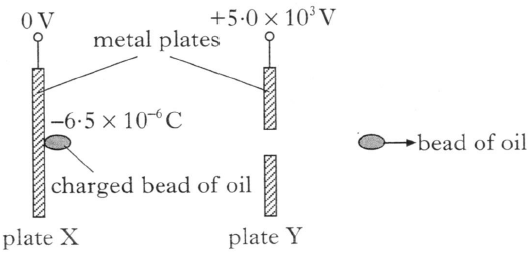 0 V
+5·0 × 10³ V
metal plates
−6·5 × 10⁻⁶ C
bead of oil
charged bead of oil
plate X
plate Y